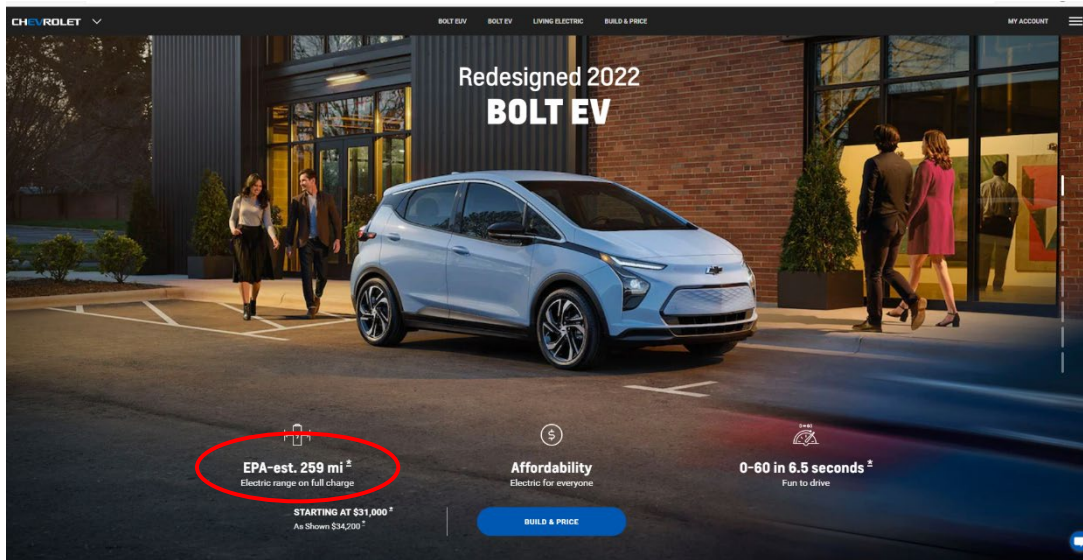 CHEVROLET
BOLT EUV BOLT EV LIVING ELECTRIC BUILD & PRICE
MY ACCOUNT
Redesigned 2022
BOLT EV
EPA-est. 259 mi*
Electric range on full charge
Affordability
Electric for everyone
0-60 in 6.5 seconds*
Fun to drive
STARTING AT $31,000*
As Shown $34,200*
BUILD & PRICE